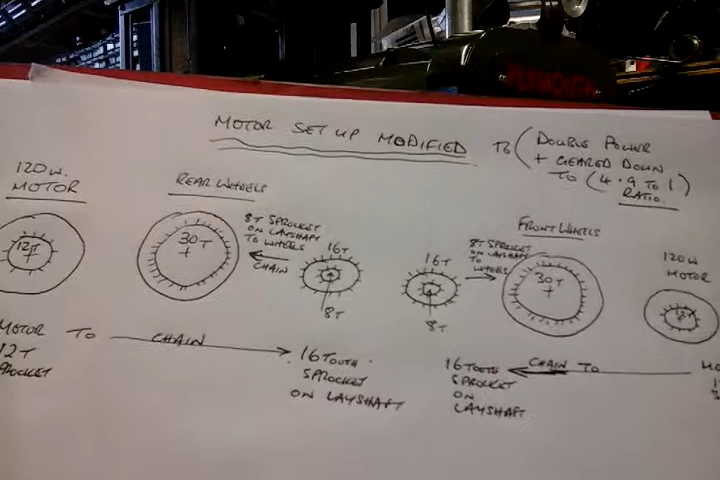 PLYMOUTH
MOTOR SET UP MODIFIED TO (DOUBLE POWER
+ GEARED DOWN
TO (4.9 TO 1)
RATIO.
120W.
MOTOR
12T
REAR WHEELS
30T
+
8T SPROCKET
ON LAYSHAFT
TO WHEELS
CHAIN
16T
8T
16T
8T
8T SPROCKET
ON LAYSHAFT
TO
WHEELS
FRONT WHEELS
30T
+
120W
MOTOR
12T
MOTOR TO CHAIN
12T
16 TOOTH
SPROCKET
ON LAYSHAFT
16 TOOTH
SPROCKET
ON
LAYSHAFT
CHAIN TO